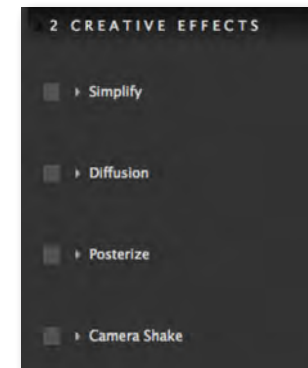 2 CREATIVE EFFECTS
Simplify
Diffusion
Posterize
Camera Shake